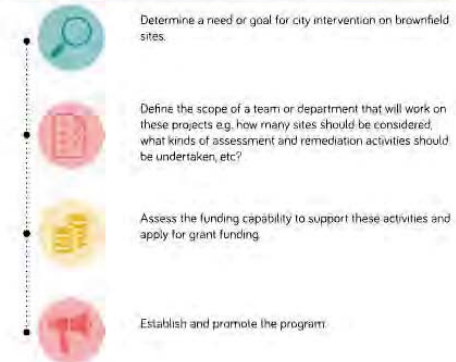 Determine a need or goal for city intervention on brownfield
sites.
Define the scope of a team or department that will work on
these projects e.g. how many sites should be considered,
what kinds of assessment and remediation activities should
be undertaken, etc?
Assess the funding capability to support these activities and
apply for grant funding.
Establish and promote the program